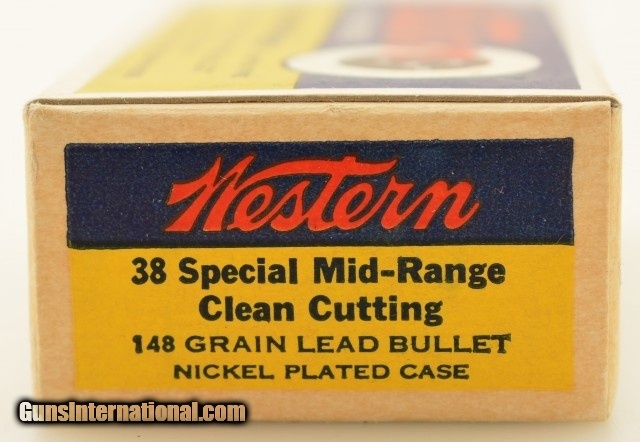 Western
38 Special Mid-Range
Clean Cutting
148 GRAIN LEAD BULLET
NICKEL PLATED CASE
GunsInternational.com